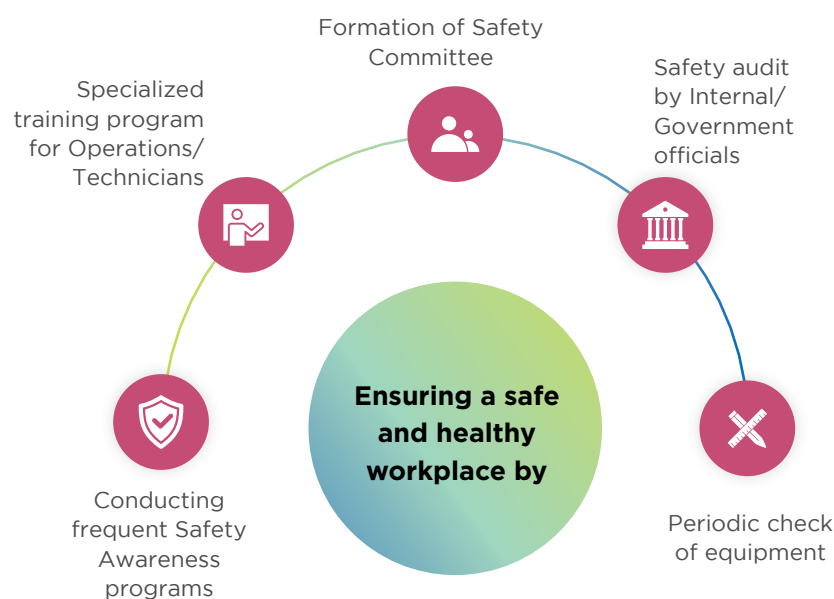 Formation of Safety
Committee
Specialized
training program
for Operations/
Technicians
Safety audit
by Internal/
Government
officials
Ensuring a safe
and healthy
workplace by
Conducting
frequent Safety
Awareness
programs
Periodic check
of equipment